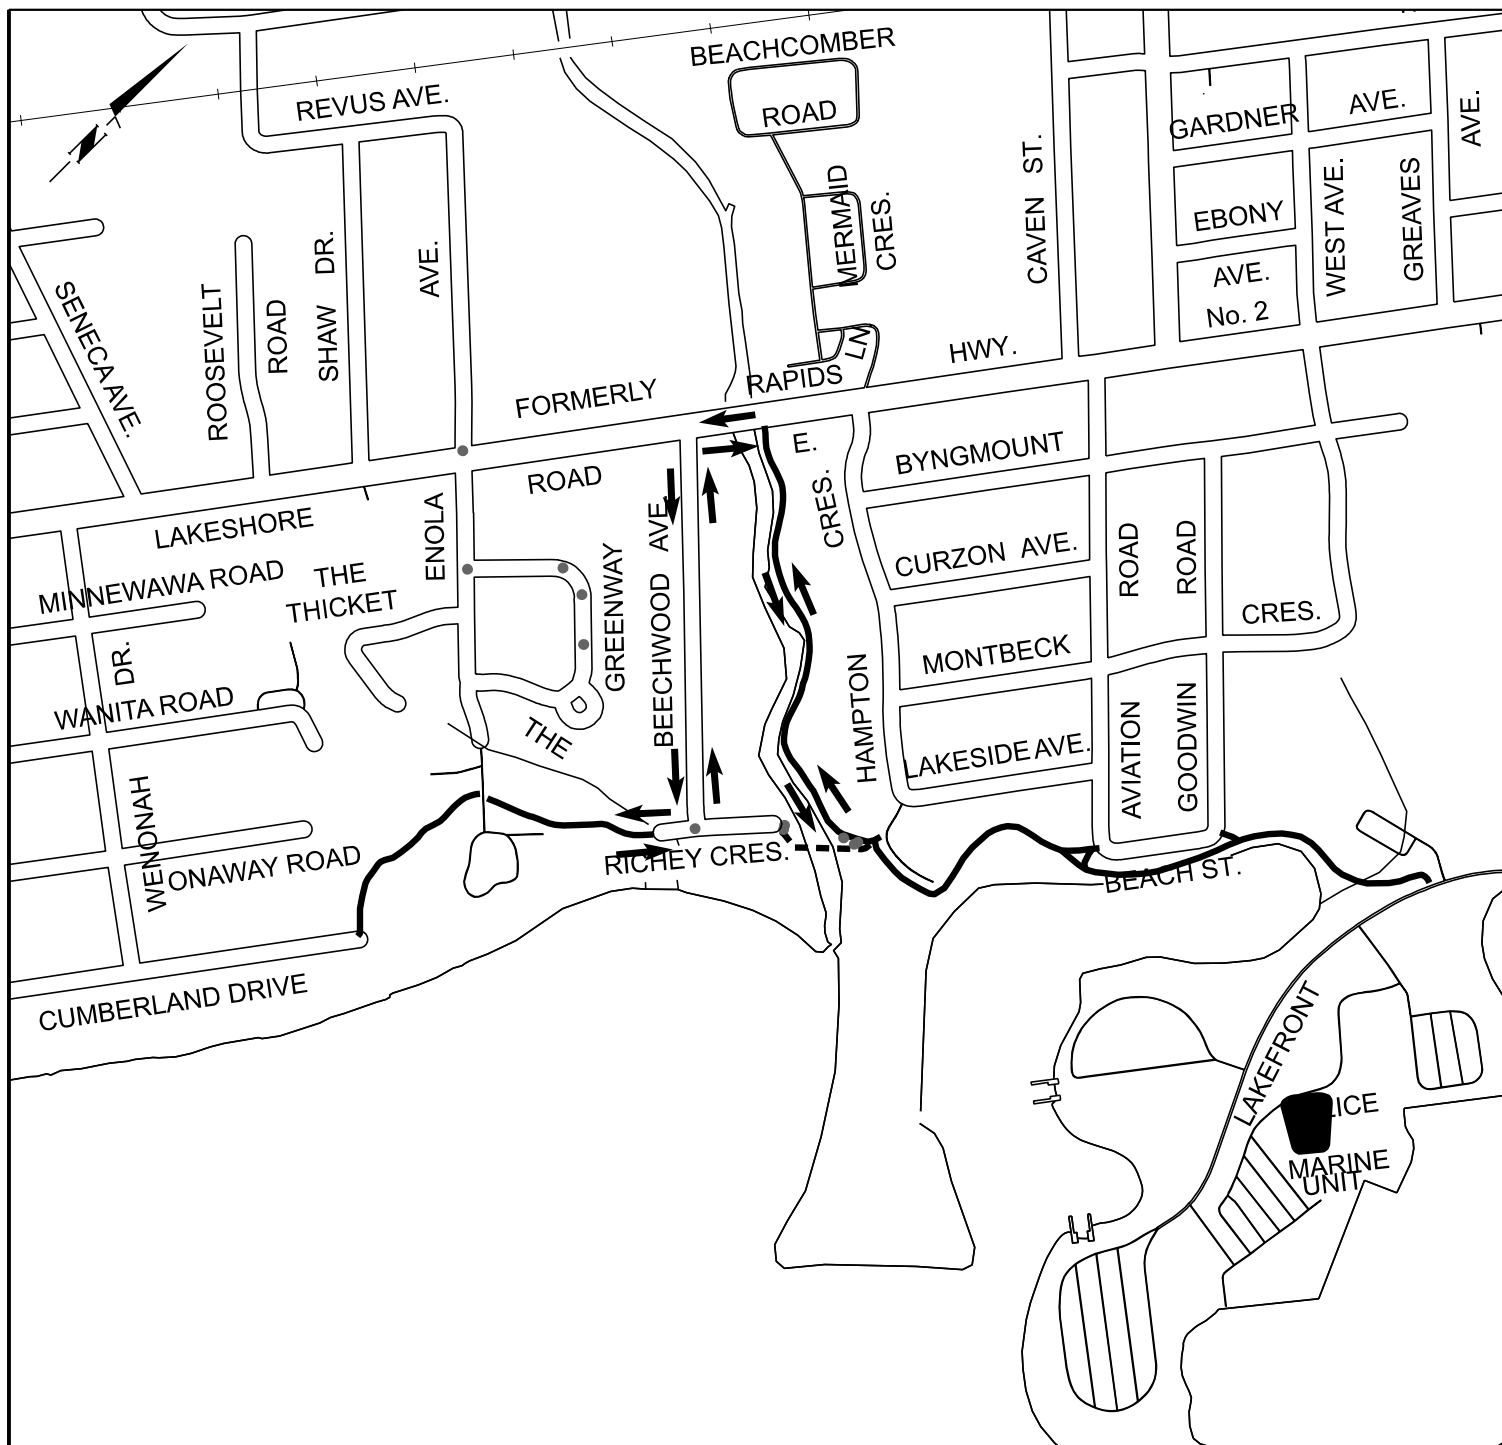 BEACHCOMBER
ROAD
REVUS AVE.
GARDNER
AVE.
AVE.
MERMAID
CRES.
CAVEN ST.
EBONY
AVE.
No. 2
WEST AVE.
GREAVES
SENECA AVE.
ROOSEVELT
ROAD
SHAW DR.
AVE.
LN
HWY.
RAPIDS
FORMERLY
E.
BYNGMOUNT
ROAD
LAKESHORE
ENOLA
BEECHWOOD AVE
GREENWAY
CRES.
CURZON AVE.
ROAD
ROAD
MINNEWAWA ROAD
THE
THICKET
CRES.
DR.
MONTBECK
HAMPTON
WANITA ROAD
THE
LAKESIDE AVE.
AVIATION
GOODWIN
WENONAH
ONAWAY ROAD
RICHEY CRES.
BEACH ST.
CUMBERLAND DRIVE
LAKEFRONT
LICE
MARINE
UNIT